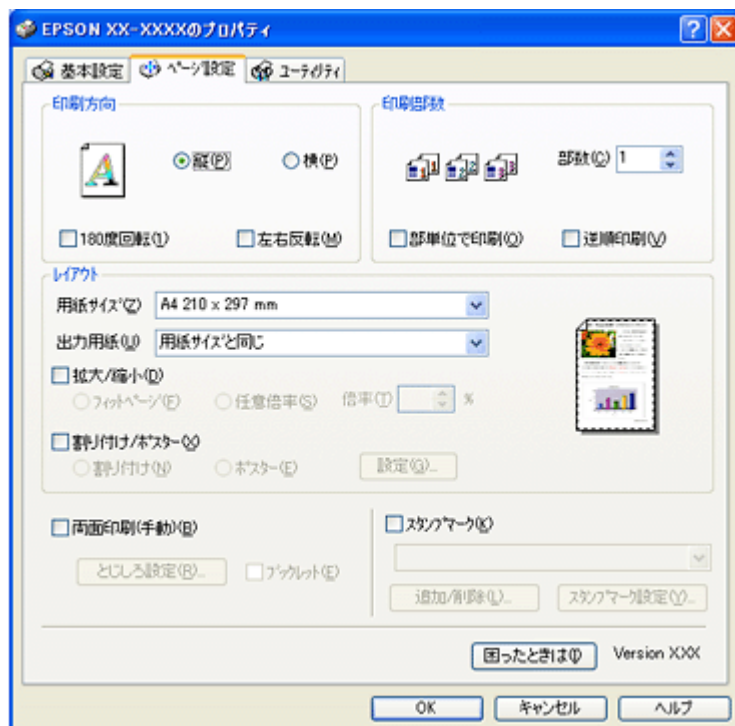 EPSON XX-XXXXのプロパティ
基本設定 ページ設定 ユーティリティ
印刷方向
A
縦(P) 横(P)
180度回転(1) 左右反転(M)
印刷部数
部数(C) 1
部単位で印刷(O) 逆順印刷(V)
レイアウト
用紙サイズ(Z) A4 210 x 297 mm
出力用紙(U) 用紙サイズと同じ
拡大/縮小(D)
フィットページ(F) 任意倍率(S) 倍率(T) %
割り付け/ポスター(X)
割り付け(N) ポスター(E) 設定(G)...
両面印刷(手動)(B)
とじしろ設定(R)... ブックレット(E)
スタンプマーク(K)
追加/削除(L)... スタンプマーク設定(Y)...
困ったときは(I) Version X.XX
OK キャンセル ヘルプ